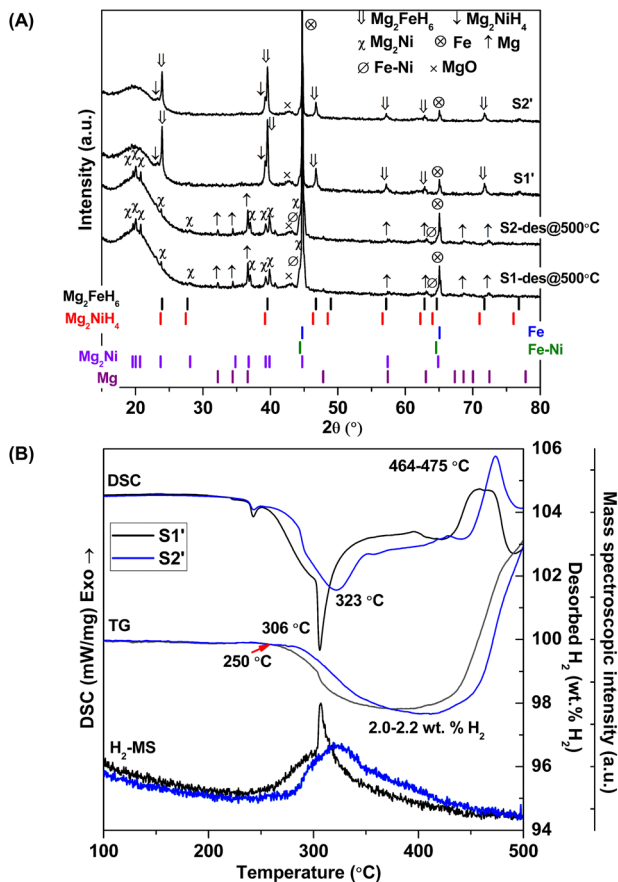 (A)
⊗ ⇓ Mg₂FeH₆ ↓ Mg₂NiH₄
χ Mg₂Ni ⊗ Fe ↑ Mg
∅ Fe-Ni × MgO
Intensity (a.u.)
S2'
S1'
S2-des@500°C
S1-des@500°C
Mg₂FeH₆
Mg₂NiH₄
Fe
Fe-Ni
Mg₂Ni
Mg
20 30 40 50 60 70 80
2θ (°)
(B)
DSC
464-475 °C
S1'
S2'
323 °C
306 °C
TG
250 °C
2.0-2.2 wt. % H₂
H₂-MS
DSC (mW/mg) Exo →
106
104
102
100
98
96
94
Desorbed H₂ (wt.% H₂)
Mass spectroscopic intensity (a.u.)
100 200 300 400 500
Temperature (°C)